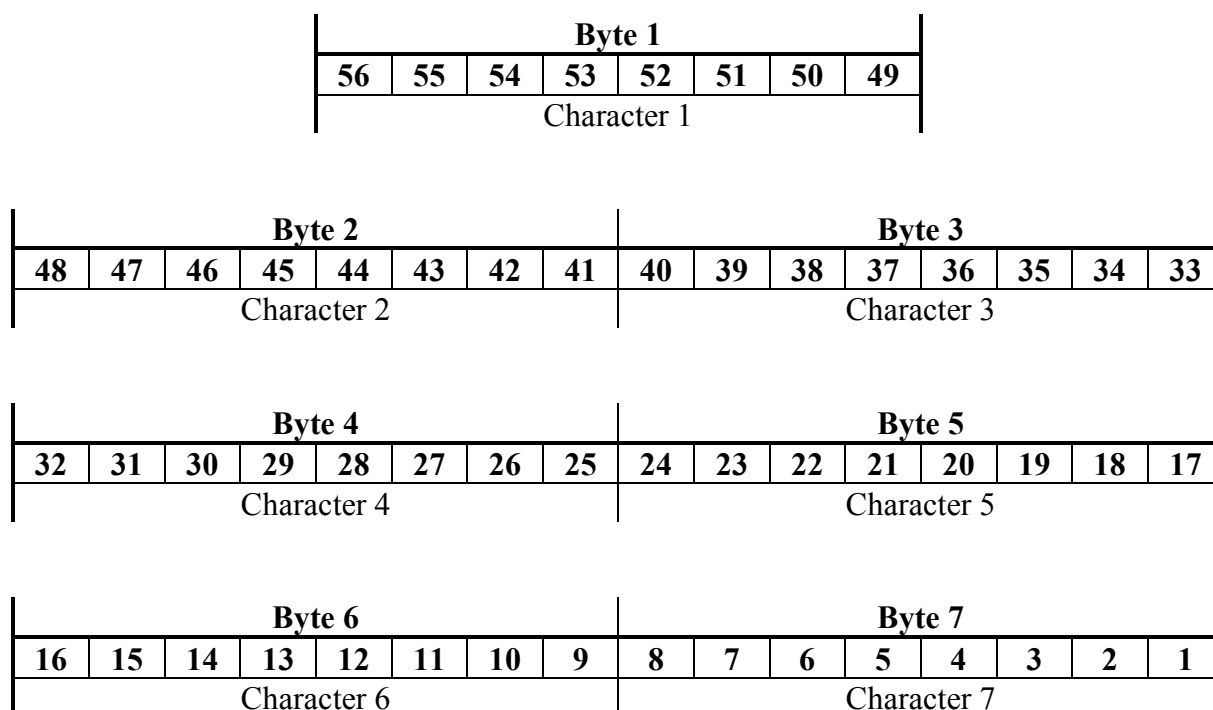 Byte 1
56 55 54 53 52 51 50 49
Character 1
Byte 2 Byte 3
48 47 46 45 44 43 42 41 40 39 38 37 36 35 34 33
Character 2 Character 3
Byte 4 Byte 5
32 31 30 29 28 27 26 25 24 23 22 21 20 19 18 17
Character 4 Character 5
Byte 6 Byte 7
16 15 14 13 12 11 10 9 8 7 6 5 4 3 2 1
Character 6 Character 7